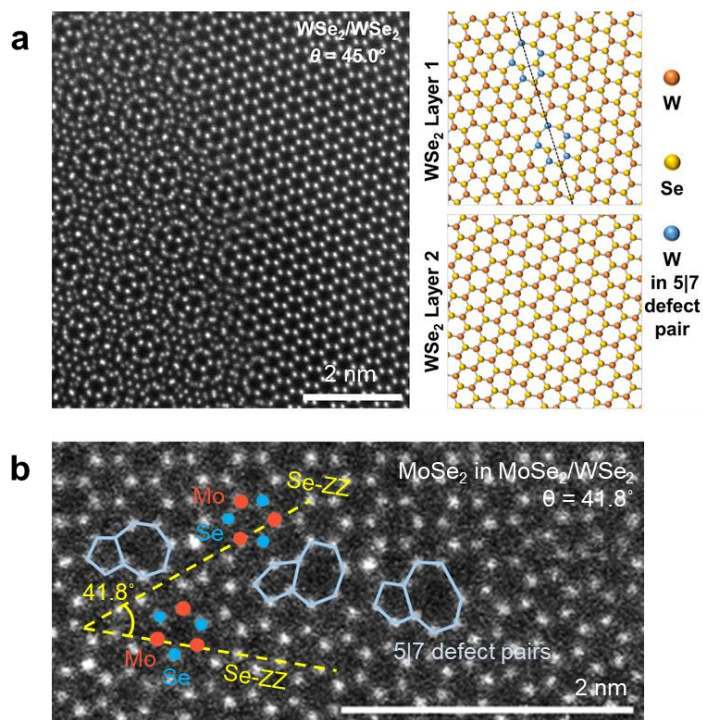 a
WSe₂/WSe₂
θ = 45.0°
2 nm
WSe₂ Layer 1
WSe₂ Layer 2
W
Se
W
in 5|7
defect
pair
b
MoSe₂ in MoSe₂/WSe₂
θ = 41.8°
Mo
Se
Se-ZZ
41.8°
Mo
Se
Se-ZZ
5|7 defect pairs
2 nm